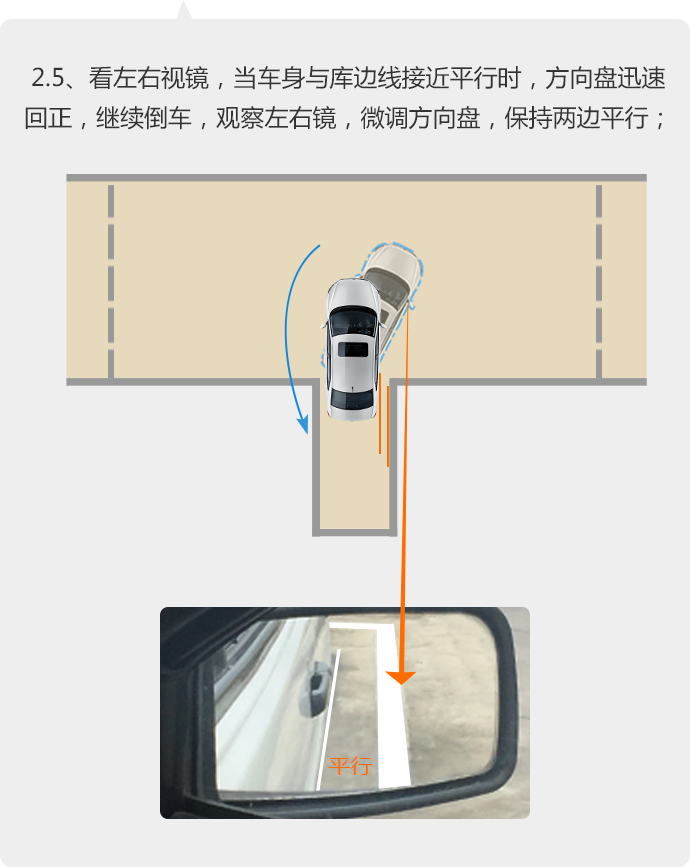 2.5、看左右视镜，当车身与库边线接近平行时，方向盘迅速
回正，继续倒车，观察左右镜，微调方向盘，保持两边平行；
平行